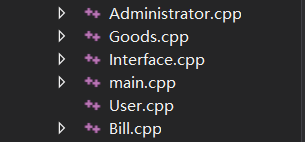 Administrator.cpp
Goods.cpp
Interface.cpp
main.cpp
User.cpp
Bill.cpp